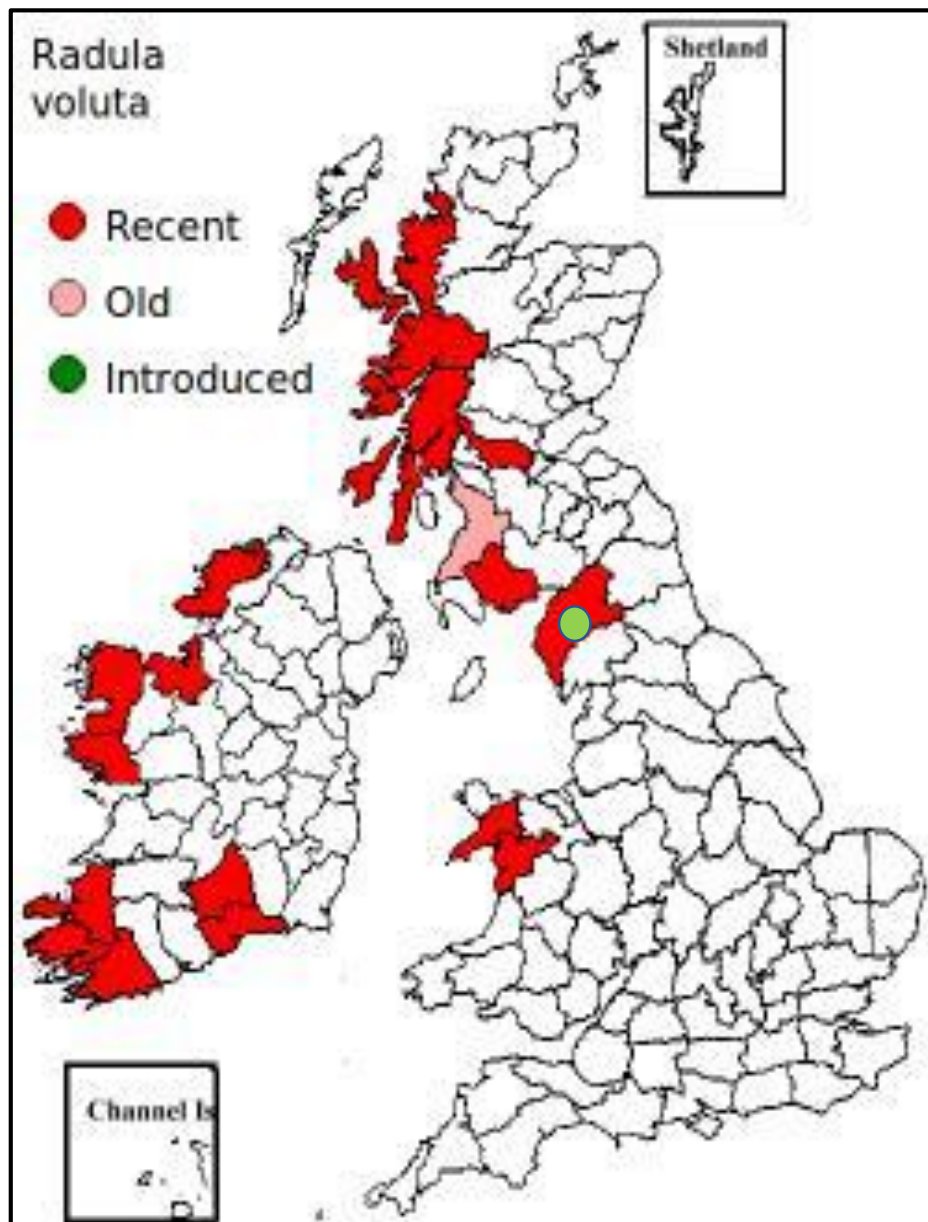 Radula
voluta
Recent
Old
Introduced
Shetland
Channel Is